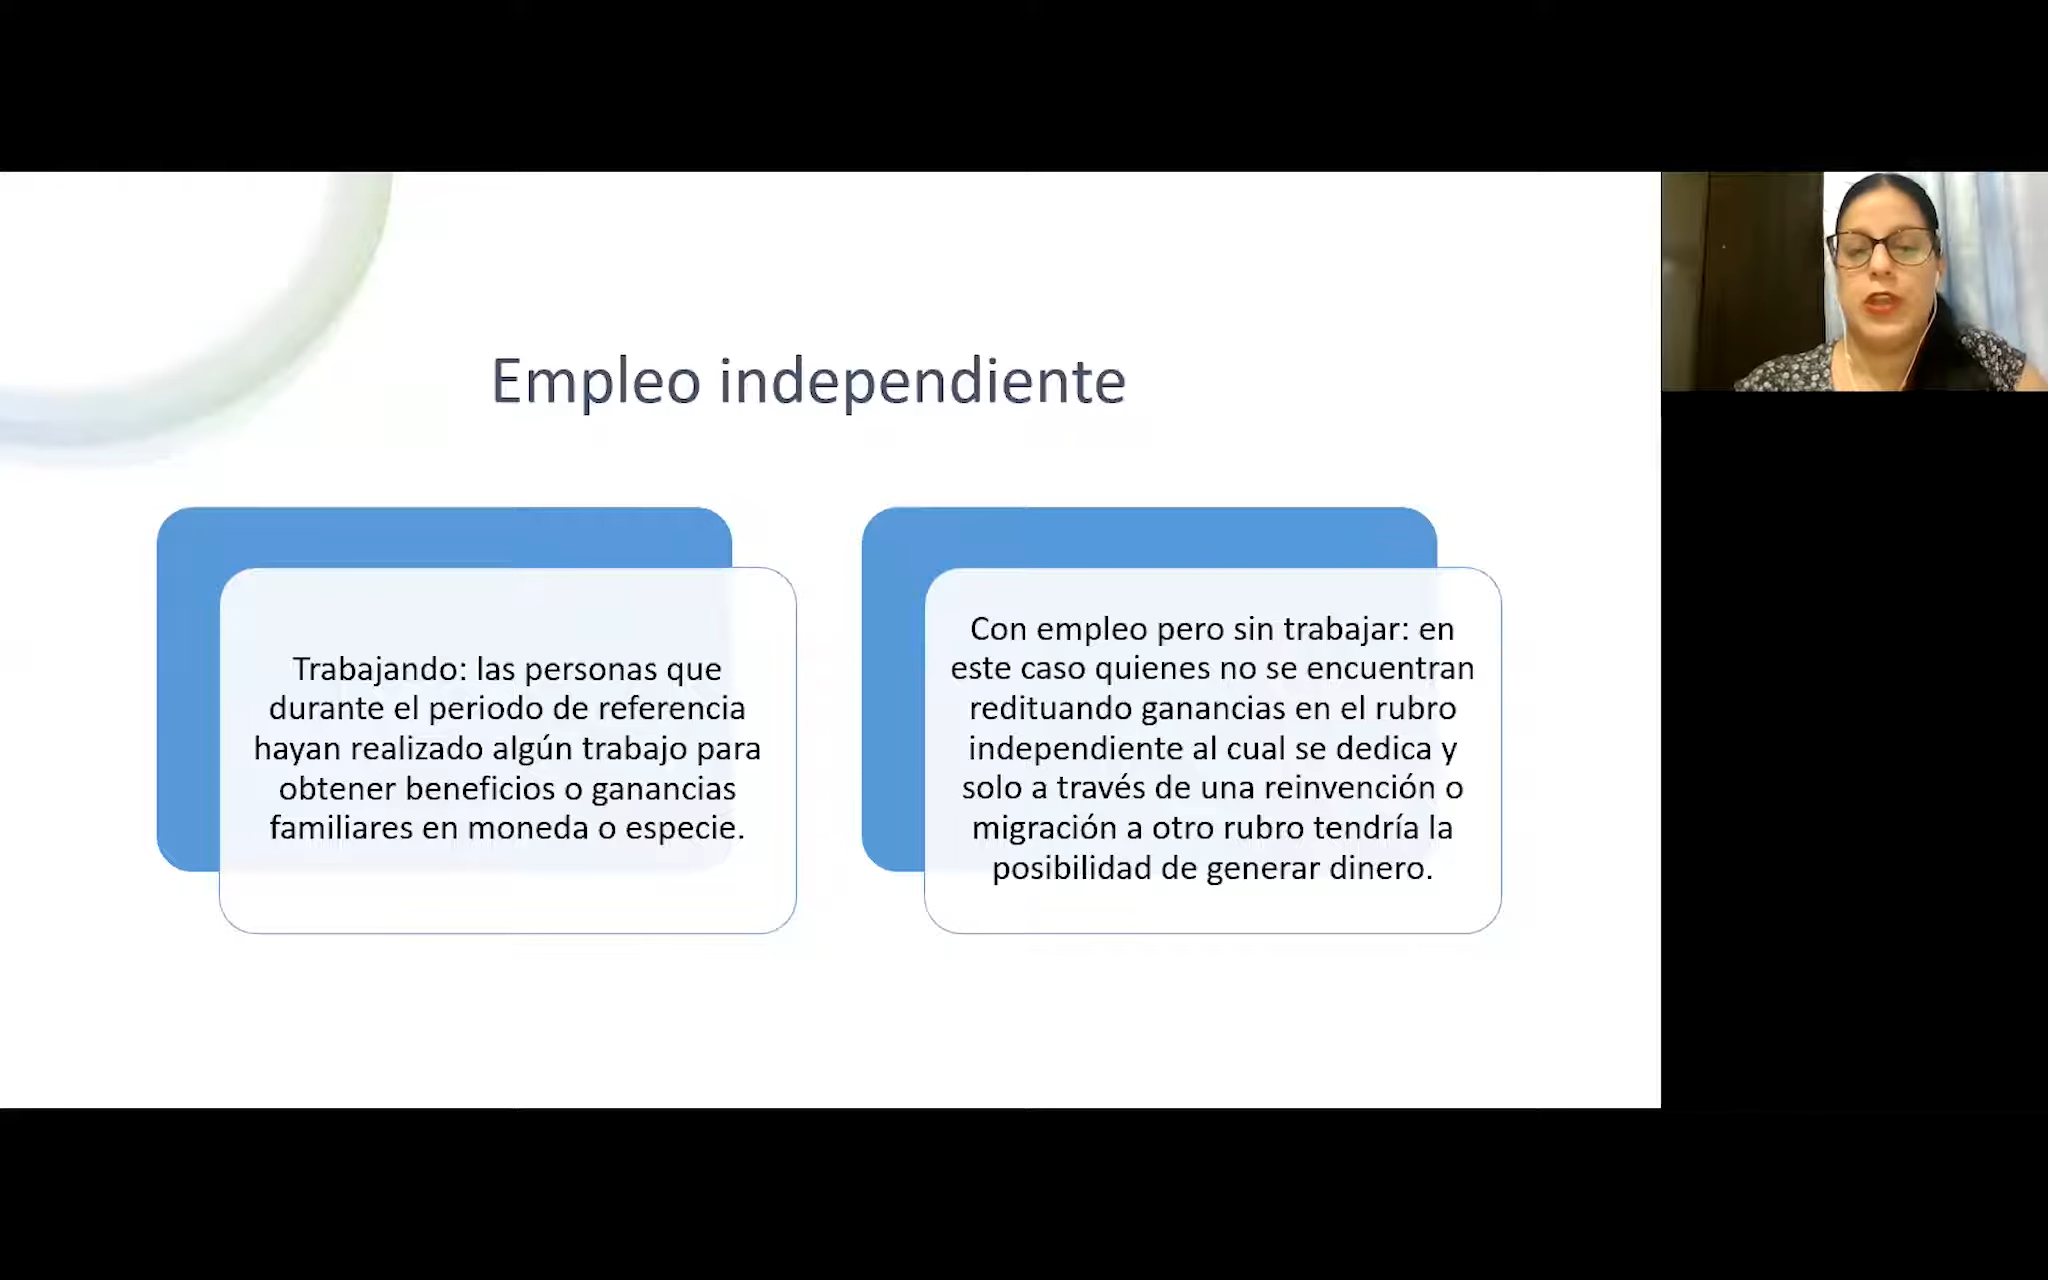 Empleo independiente
Trabajando: las personas que
durante el periodo de referencia
hayan realizado algún trabajo para
obtener beneficios o ganancias
familiares en moneda o especie.
Con empleo pero sin trabajar: en
este caso quienes no se encuentran
redituando ganancias en el rubro
independiente al cual se dedica y
solo a través de una reinvención o
migración a otro rubro tendría la
posibilidad de generar dinero.